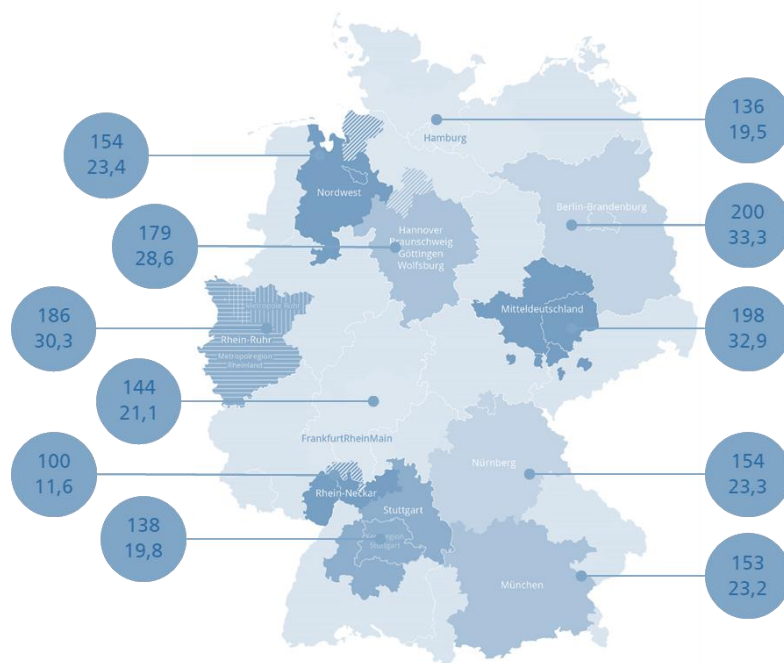 136
19,5
Hamburg
154
23,4
Nordwest
Berlin-Brandenburg
200
33,3
179
28,6
Hannover
Braunschweig
Göttingen
Wolfsburg
Mitteldeutschland
198
32,9
186
30,3
Rhein-Ruhr
Metropolregion
Rheinland
144
21,1
FrankfurtRheinMain
100
11,6
Rhein-Neckar
Nürnberg
154
23,3
Stuttgart
138
19,8
Stuttgart
München
153
23,2